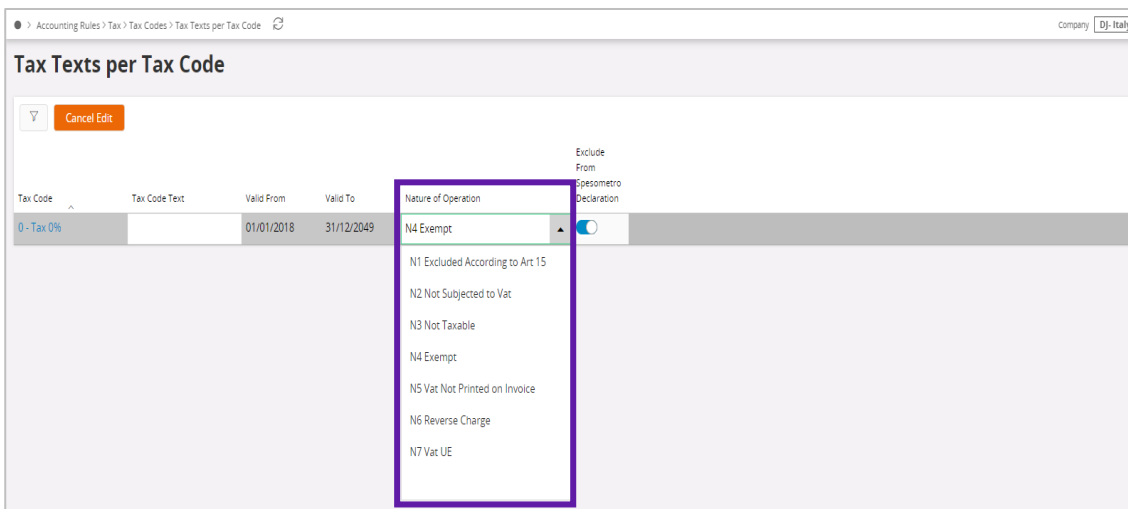 > Accounting Rules > Tax > Tax Codes > Tax Texts per Tax Code
Company DJ- Italy
Tax Texts per Tax Code
Cancel Edit
Tax Code
Tax Code Text
Valid From
Valid To
Nature of Operation
Exclude
From
Spesometro
Declaration
0 - Tax 0%
01/01/2018
31/12/2049
N4 Exempt
N1 Excluded According to Art 15
N2 Not Subjected to Vat
N3 Not Taxable
N4 Exempt
N5 Vat Not Printed on Invoice
N6 Reverse Charge
N7 Vat UE